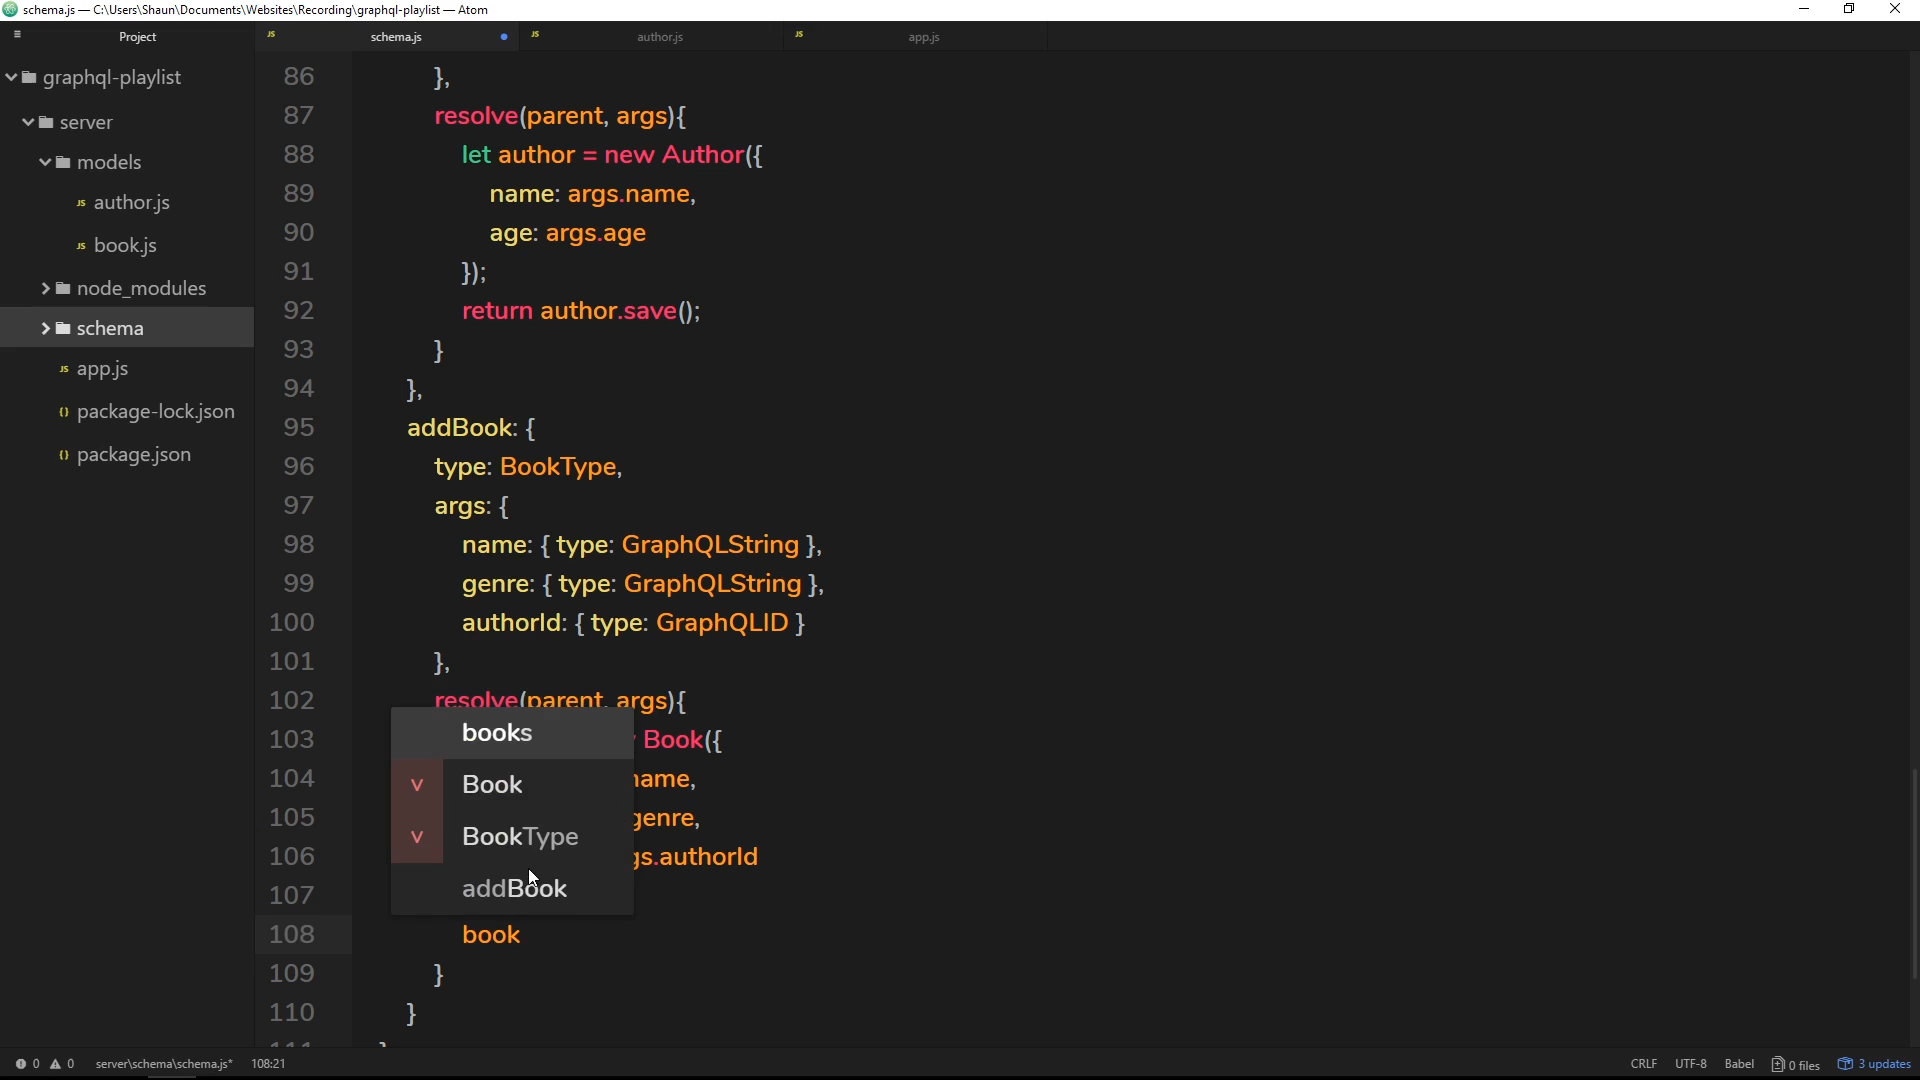 schema.js — C:\Users\Shaun\Documents\Websites\Recording\graphql-playlist — Atom
Project
schema.js
author.js
app.js
graphql-playlist
server
models
JS author.js
JS book.js
node_modules
schema
JS app.js
{} package-lock.json
{} package.json
86 },
87 resolve(parent, args){
88 let author = new Author({
89 name: args.name,
90 age: args.age
91 });
92 return author.save();
93 }
94 },
95 addBook: {
96 type: BookType,
97 args: {
98 name: { type: GraphQLString },
99 genre: { type: GraphQLString },
100 authorId: { type: GraphQLID }
101 },
102 resolve(parent, args){
103 Book({
104 name,
105 genre,
106 gs.authorId
107
108 book
109 }
110 }
books
v Book
v BookType
addBook
0 0 server\schema\schema.js* 108:21
CRLF UTF-8 Babel 0 files 3 updates